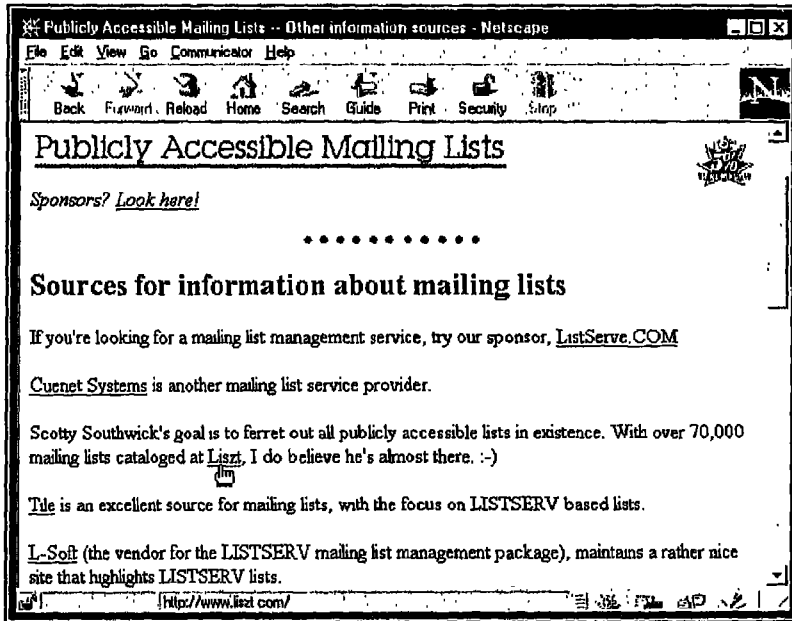 Publicly Accessible Mailing Lists -- Other information sources - Netscape
File Edit View Go Communicator Help
Back Forward Reload Home Search Guide Print Security Stop
N
Publicly Accessible Mailing Lists
Sponsors? Look here!
Sources for information about mailing lists
If you're looking for a mailing list management service, try our sponsor, ListServe.COM
Cuenet Systems is another mailing list service provider.
Scotty Southwick's goal is to ferret out all publicly accessible lists in existence. With over 70,000
mailing lists cataloged at Liszt, I do believe he's almost there. :-)
Tile is an excellent source for mailing lists, with the focus on LISTSERV based lists.
L-Soft (the vendor for the LISTSERV mailing list management package), maintains a rather nice
site that highlights LISTSERV lists.
http://www.liszt.com/